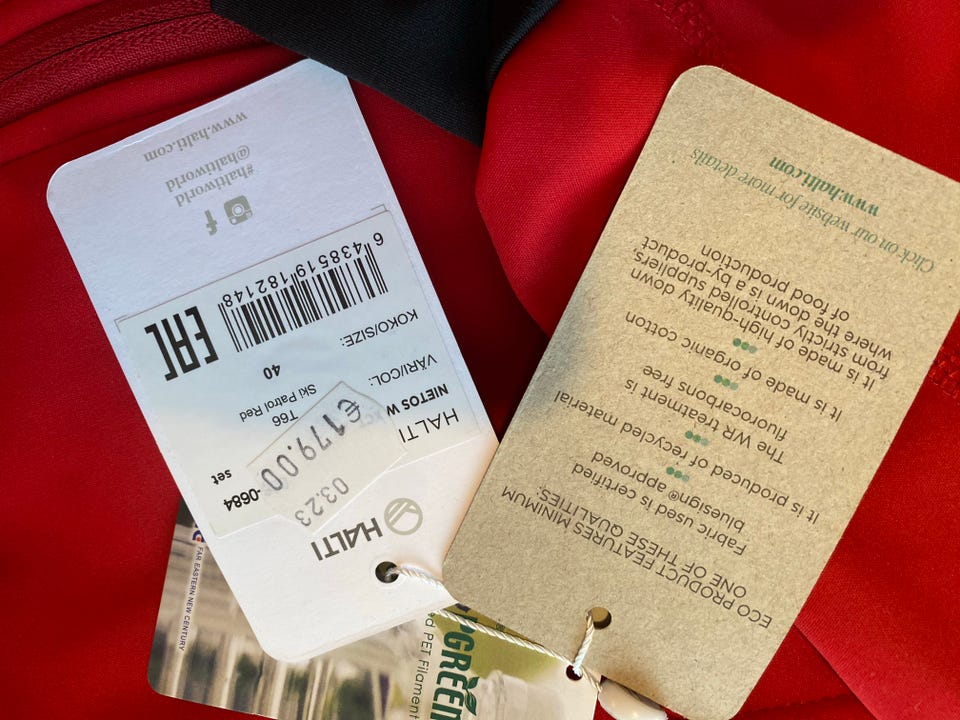 HALTI
03.23
€179.00
HALTI
NIETOS W
-0684
set
VÄRI/COL:
T66
Ski Patrol Red
KOKO/SIZE:
40
EAC
6 438519 182148
#haltiworld
@haltiworld
www.halti.com
ECO PRODUCT FEATURES MINIMUM
ONE OF THESE QUALITIES:
Fabric used is certified
bluesign® approved
It is produced of recycled material
The WR treatment is
fluorocarbons free
It is made of organic cotton
It is made of high-quality down
from strictly controlled suppliers,
where the down is a by-product
of food production
Click on our website for more details
www.halti.com
FAR EASTERN NEW CENTURY
GREEN
PET Filament